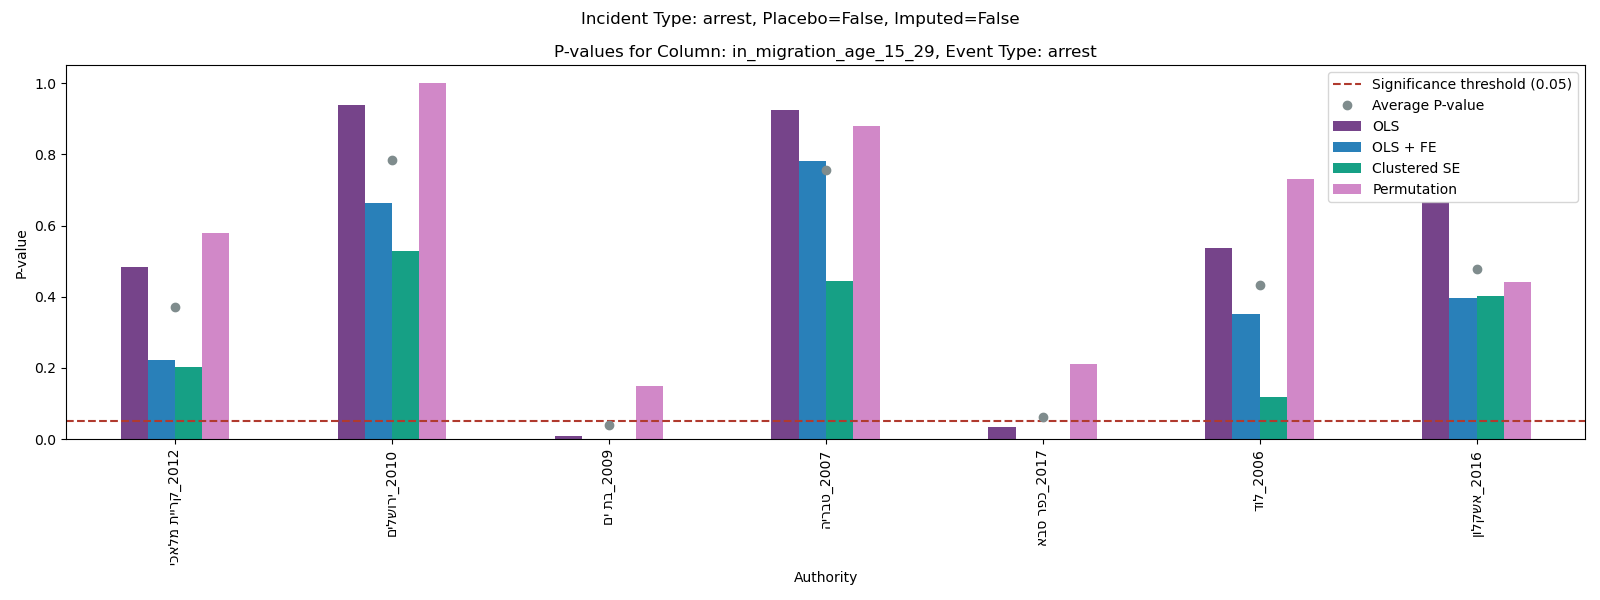 Incident Type: arrest, Placebo=False, Imputed=False
P-values for Column: in_migration_age_15_29, Event Type: arrest
P-value
1.0
0.8
0.6
0.4
0.2
0.0
Significance threshold (0.05)
Average P-value
OLS
OLS + FE
Clustered SE
Permutation
קריית מלאכי_2012
ירושלים_2010
בת ים_2009
טבריה_2007
כפר סבא_2017
לוד_2006
אשקלון_2016
Authority